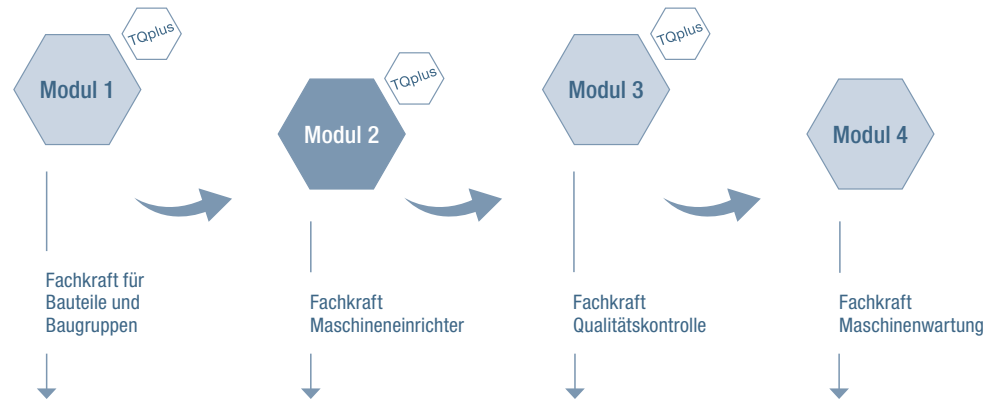 Modul 1
TQplus
Modul 2
TQplus
Modul 3
TQplus
Modul 4
Fachkraft für
Bauteile und
Baugruppen
Fachkraft
Maschineneinrichter
Fachkraft
Qualitätskontrolle
Fachkraft
Maschinenwartung